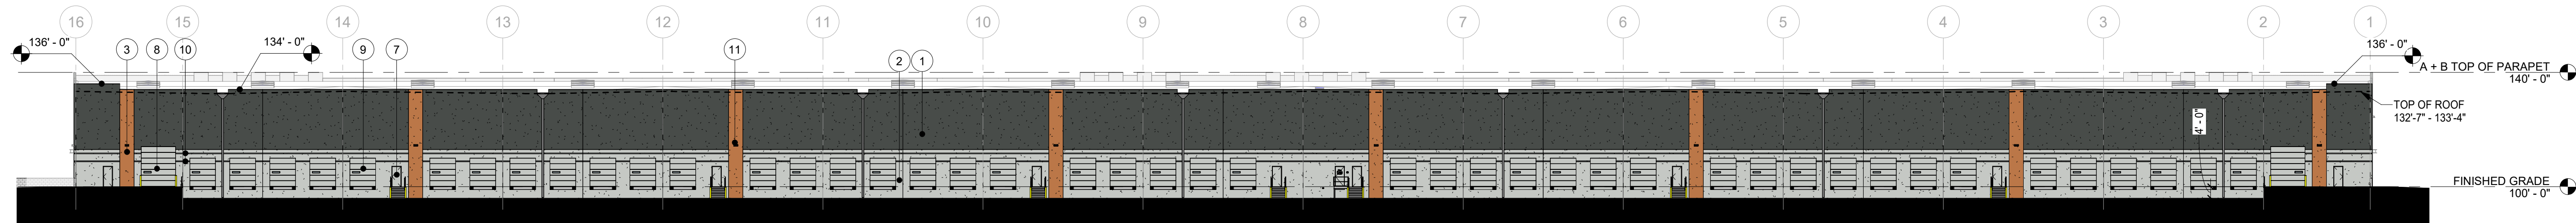 16 15 14 13 12 11 10 9 8 7 6 5 4 3 2 1
136' - 0" 3 8 10 134' - 0" 9 7 11 2 1 136' - 0"
A + B TOP OF PARAPET
140' - 0"
TOP OF ROOF
132'-7" - 133'-4"
4' - 0"
FINISHED GRADE
100' - 0"